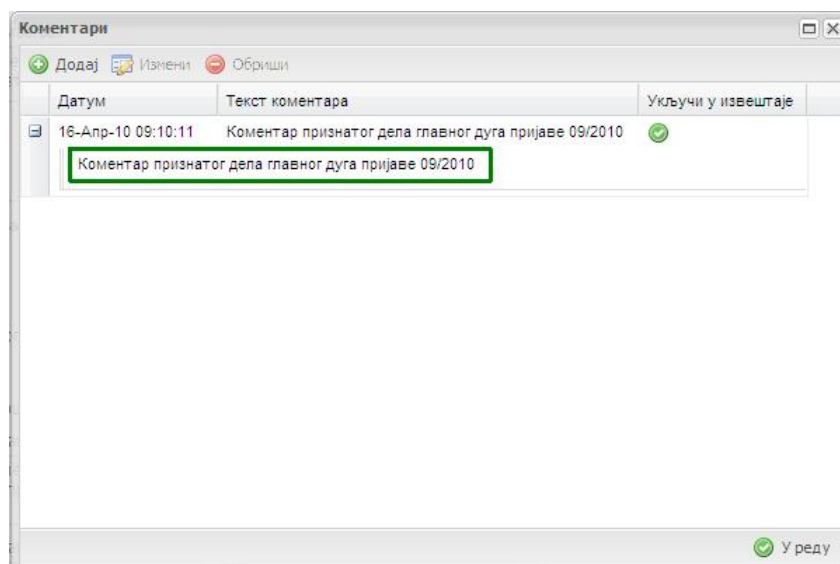 Коментари
Додај Измени Обриши
Датум Текст коментара Укључи у извештаје
16-Апр-10 09:10:11 Коментар признатог дела главног дуга пријаве 09/2010
Коментар признатог дела главног дуга пријаве 09/2010
У реду